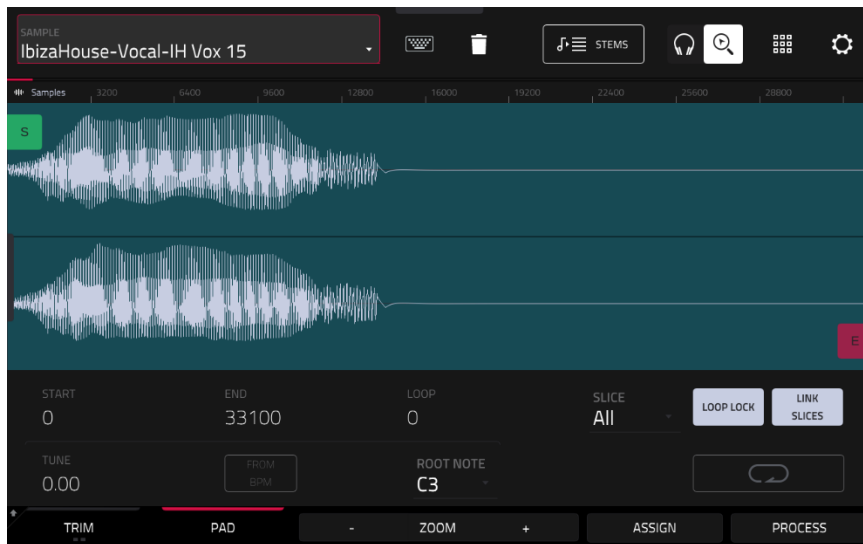 SAMPLE
IbizaHouse-Vocal-IH Vox 15
STEMS
Samples 3200 6400 9600 12800 16000 19200 22400 25600 28800
S
E
START END LOOP SLICE
0 33100 0 All LOOP LOCK LINK SLICES
TUNE FROM BPM ROOT NOTE
0.00 C3
TRIM PAD - ZOOM + ASSIGN PROCESS